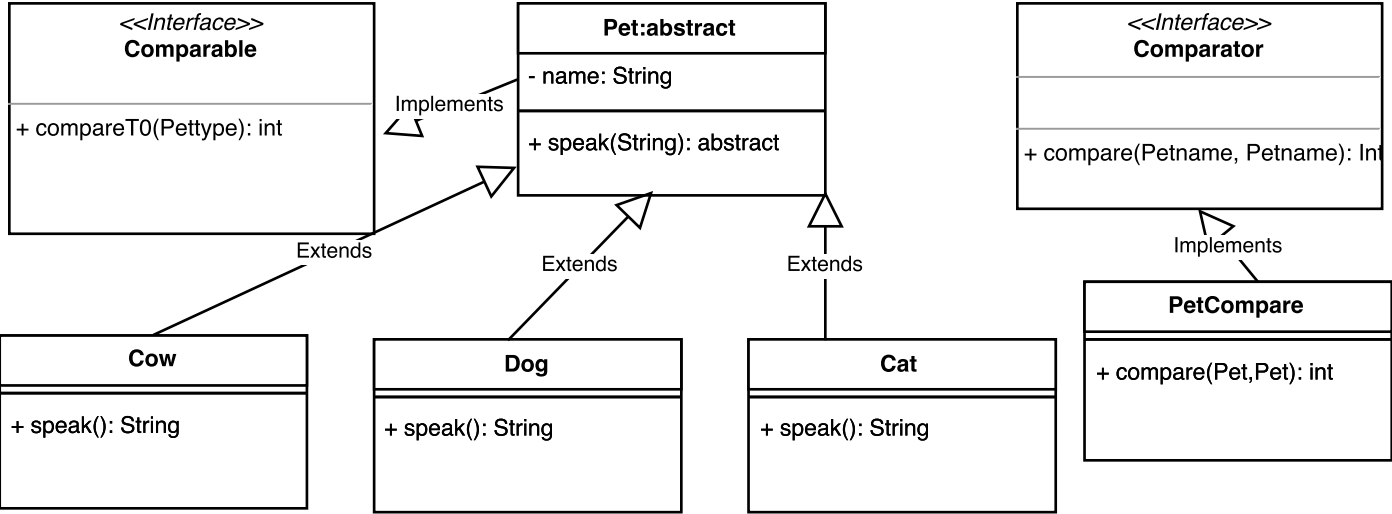 <<Interface>>
Comparable
+ compareT0(Pettype): int
Implements
Pet:abstract
- name: String
+ speak(String): abstract
<<Interface>>
Comparator
+ compare(Petname, Petname): Int
Extends
Extends
Extends
Implements
Cow
+ speak(): String
Dog
+ speak(): String
Cat
+ speak(): String
PetCompare
+ compare(Pet,Pet): int